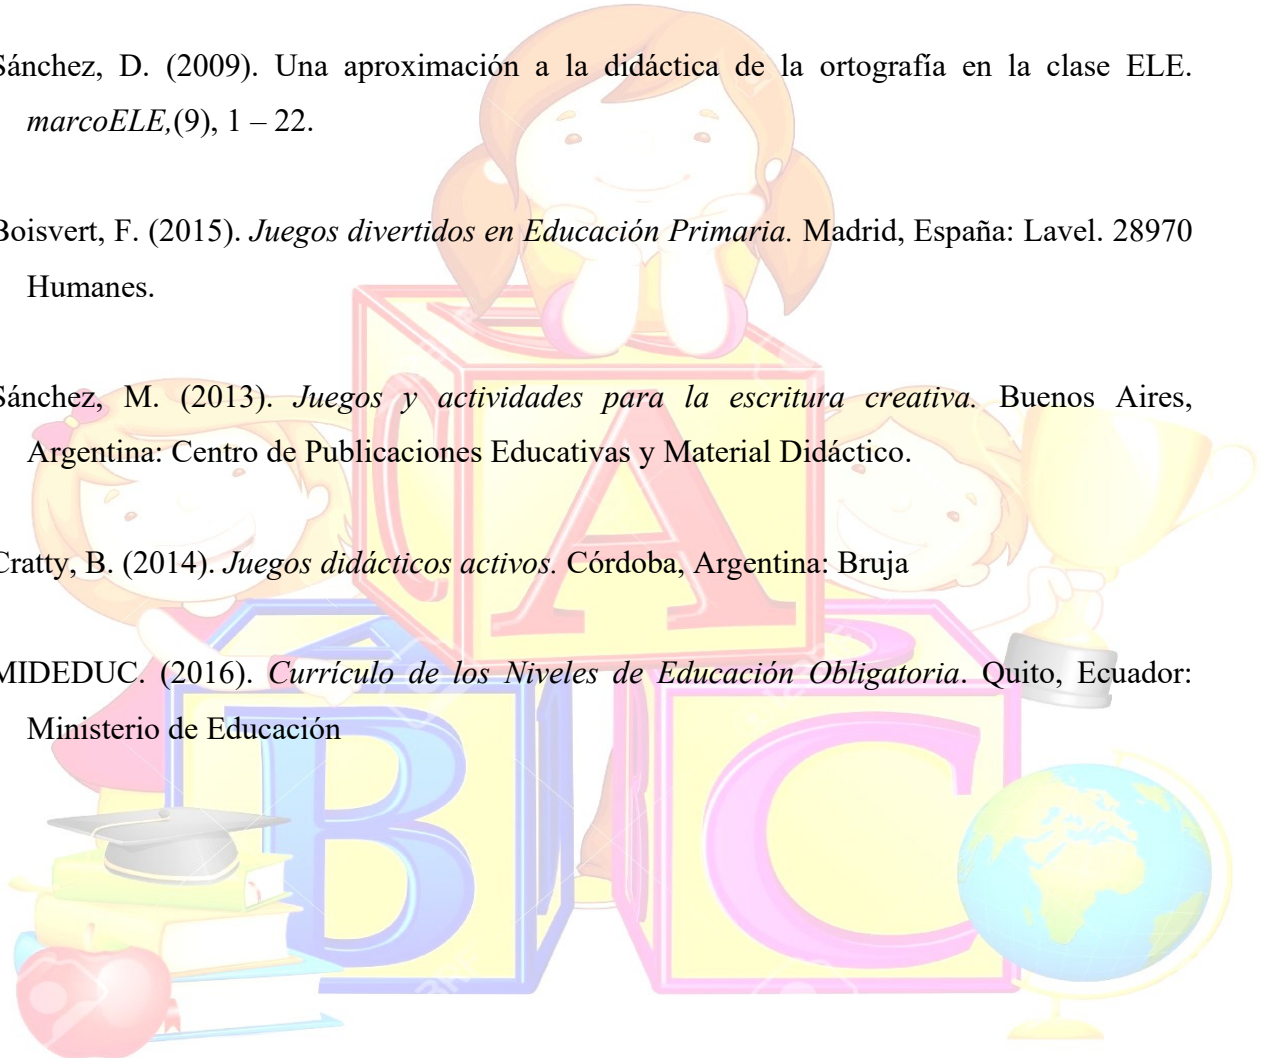 Sánchez, D. (2009). Una aproximación a la didáctica de la ortografía en la clase ELE.
marcoELE,(9), 1 – 22.
Boisvert, F. (2015). Juegos divertidos en Educación Primaria. Madrid, España: Lavel. 28970
Humanes.
Sánchez, M. (2013). Juegos y actividades para la escritura creativa. Buenos Aires,
Argentina: Centro de Publicaciones Educativas y Material Didáctico.
Cratty, B. (2014). Juegos didácticos activos. Córdoba, Argentina: Bruja
MIDEDUC. (2016). Currículo de los Niveles de Educación Obligatoria. Quito, Ecuador:
Ministerio de Educación
A
B
C